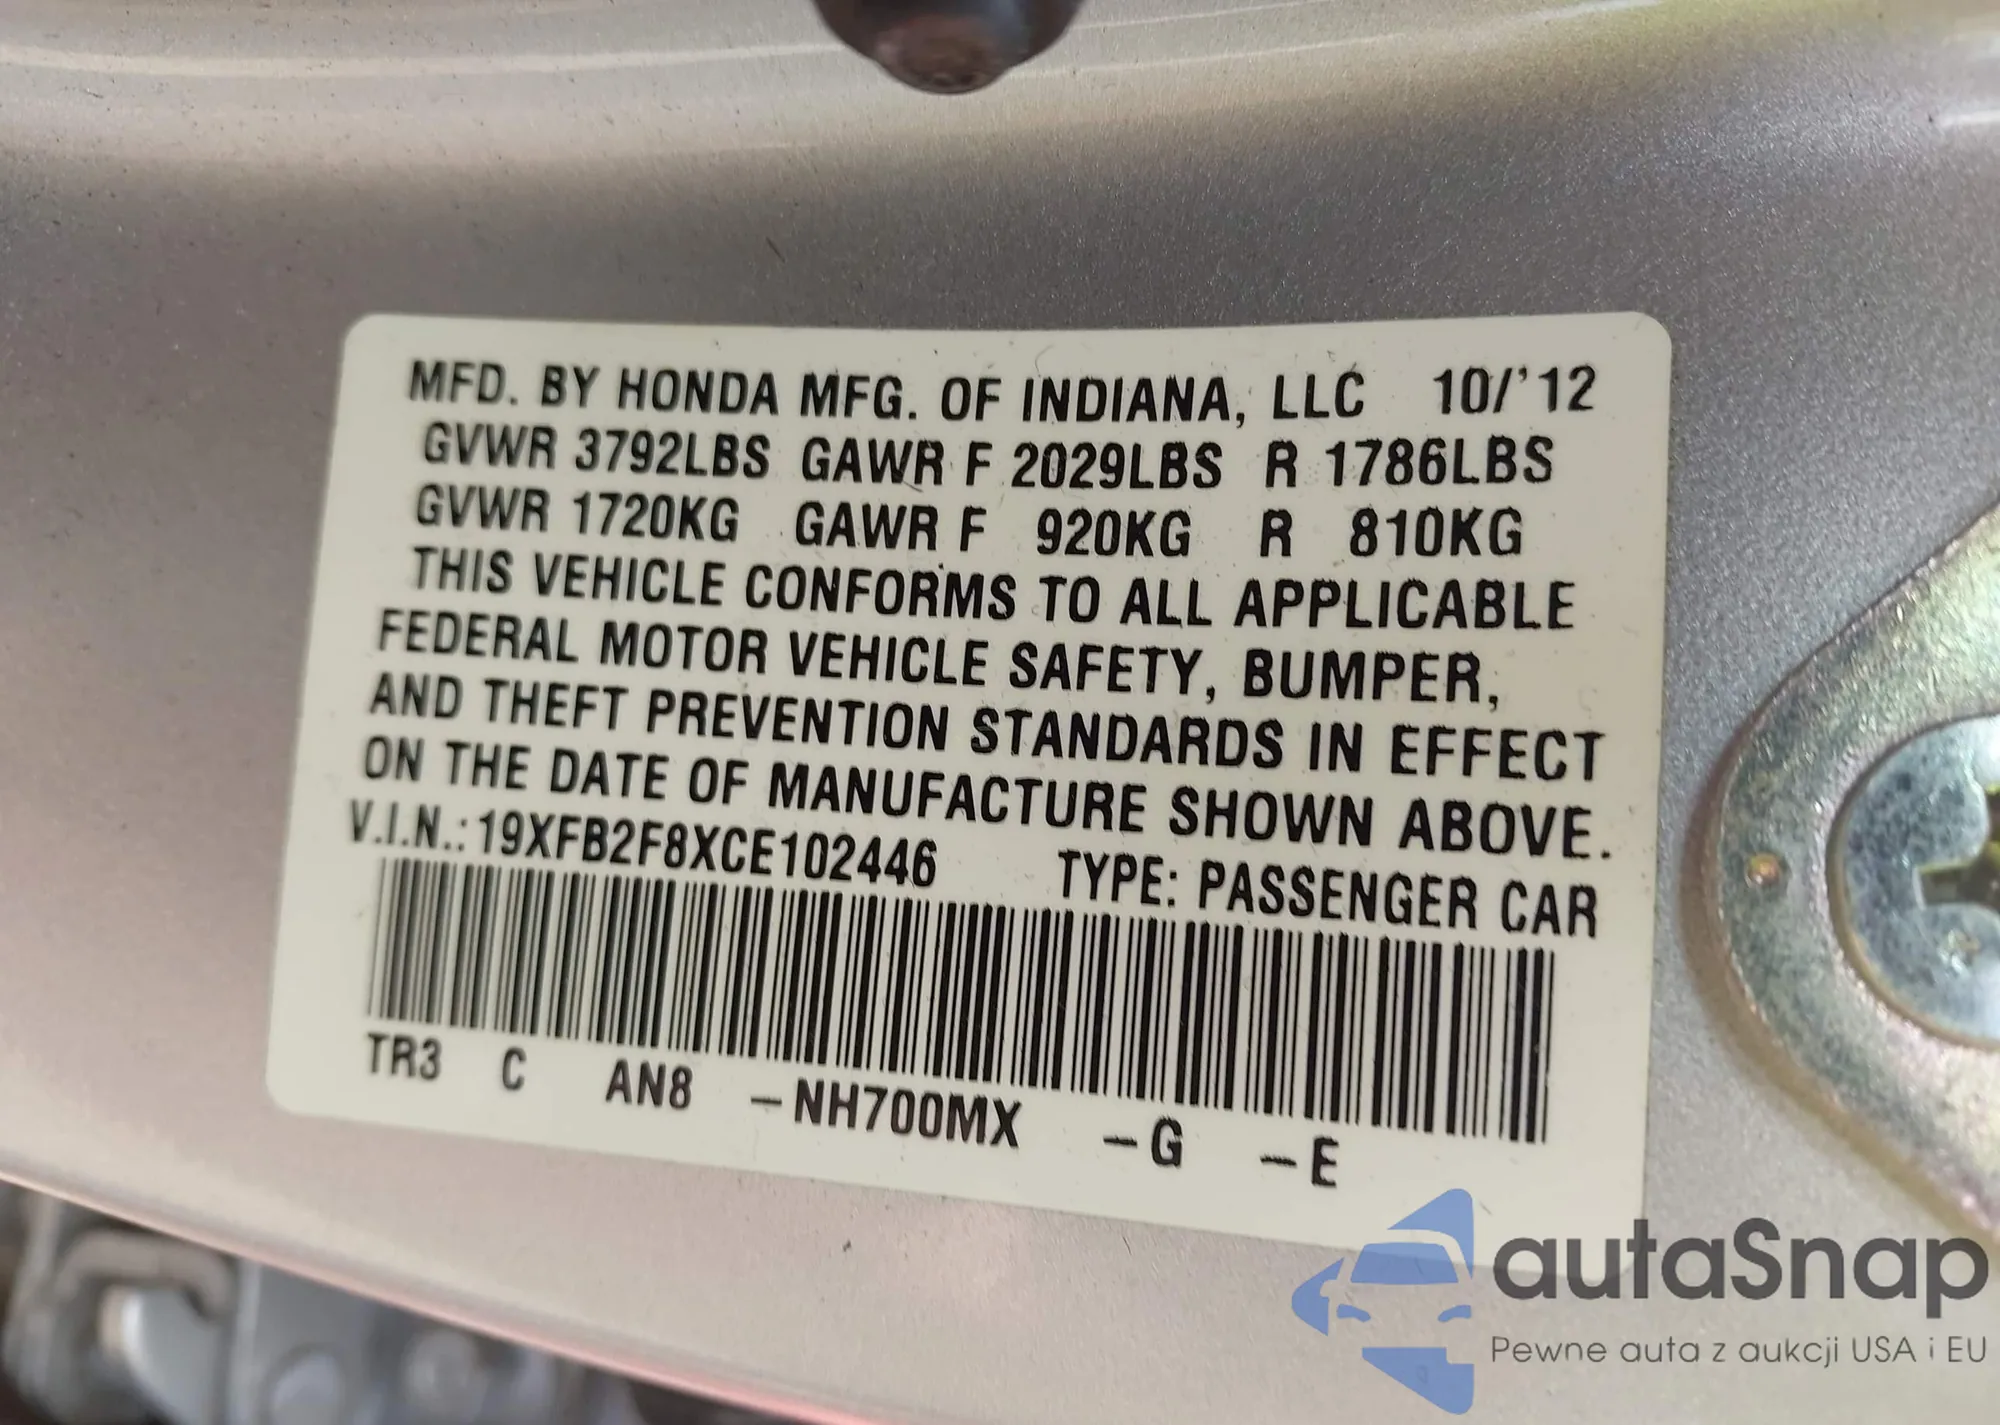 MFD. BY HONDA MFG. OF INDIANA, LLC 10/'12
GVWR 3792LBS GAWR F 2029LBS R 1786LBS
GVWR 1720KG GAWR F 920KG R 810KG
THIS VEHICLE CONFORMS TO ALL APPLICABLE
FEDERAL MOTOR VEHICLE SAFETY, BUMPER,
AND THEFT PREVENTION STANDARDS IN EFFECT
ON THE DATE OF MANUFACTURE SHOWN ABOVE.
V.I.N.: 19XFB2F8XCE102446 TYPE: PASSENGER CAR
TR3 C AN8 -NH700MX -G -E
autaSnap
Pewne auta z aukcji USA i EU